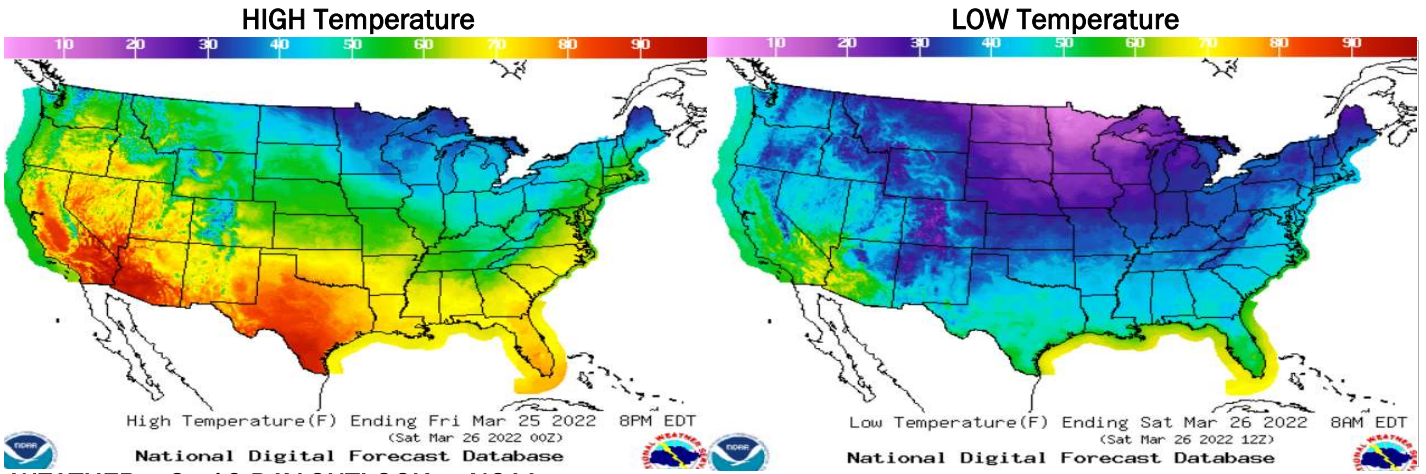 HIGH Temperature
LOW Temperature
10 20 30 40 50 60 70 80 90
10 20 30 40 50 60 70 80 90
High Temperature(F) Ending Fri Mar 25 2022 8PM EDT
(Sat Mar 26 2022 00Z)
National Digital Forecast Database
NOAA
Low Temperature(F) Ending Sat Mar 26 2022 8AM EDT
(Sat Mar 26 2022 12Z)
National Digital Forecast Database
NOAA